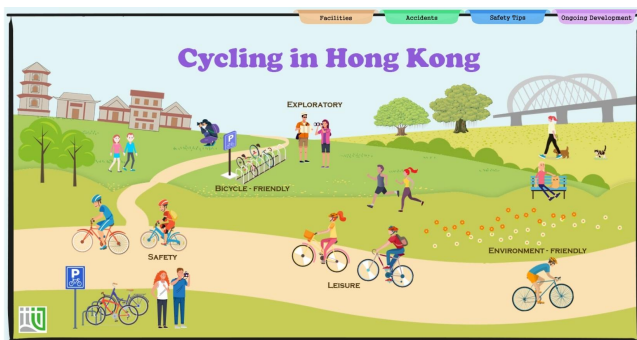 Facilities
Accidents
Safety Tips
Ongoing Development
Cycling in Hong Kong
EXPLORATORY
P
BICYCLE - FRIENDLY
SAFETY
ENVIRONMENT - FRIENDLY
LEISURE
P